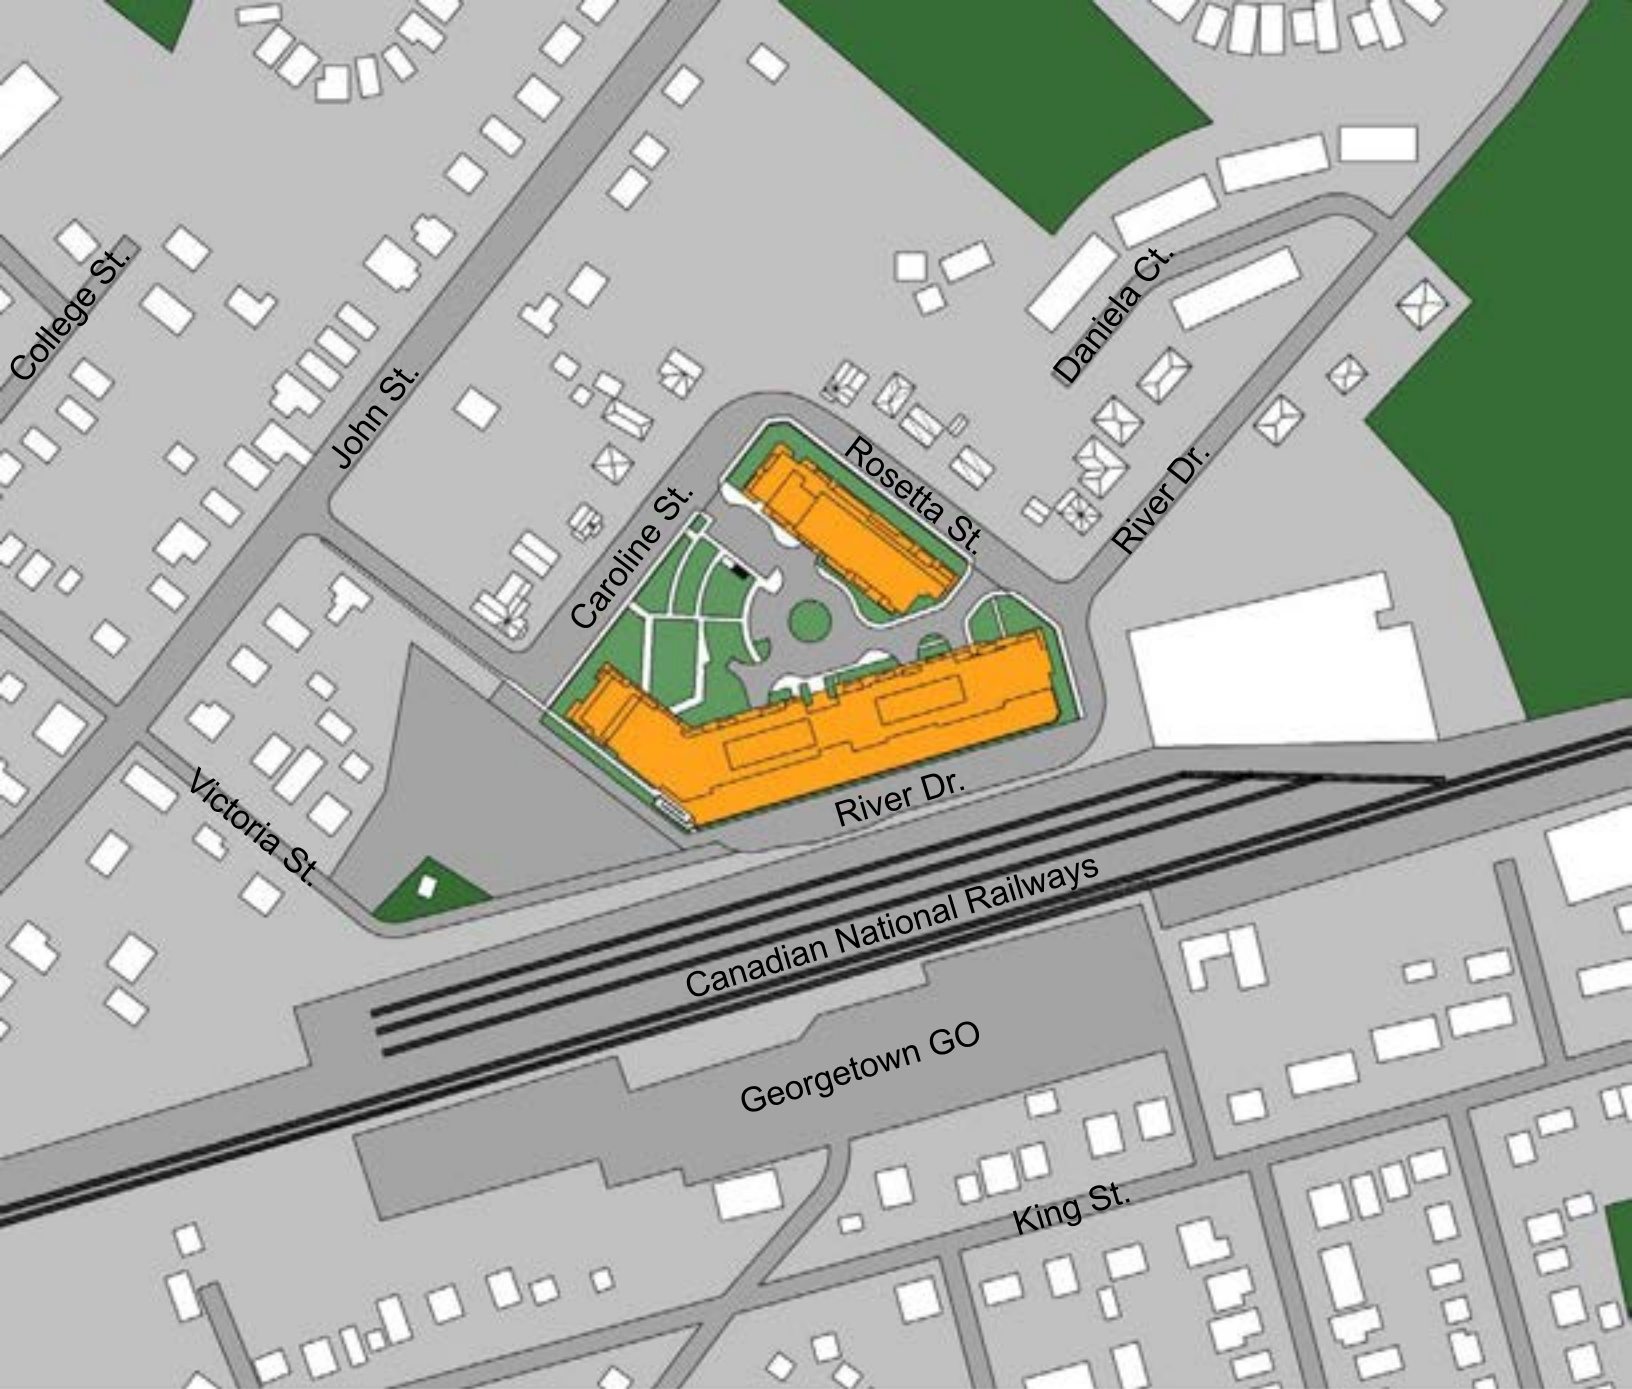 College St.
John St.
Daniela Ct.
Rosetta St.
River Dr.
Caroline St.
Victoria St.
River Dr.
Canadian National Railways
Georgetown GO
King St.